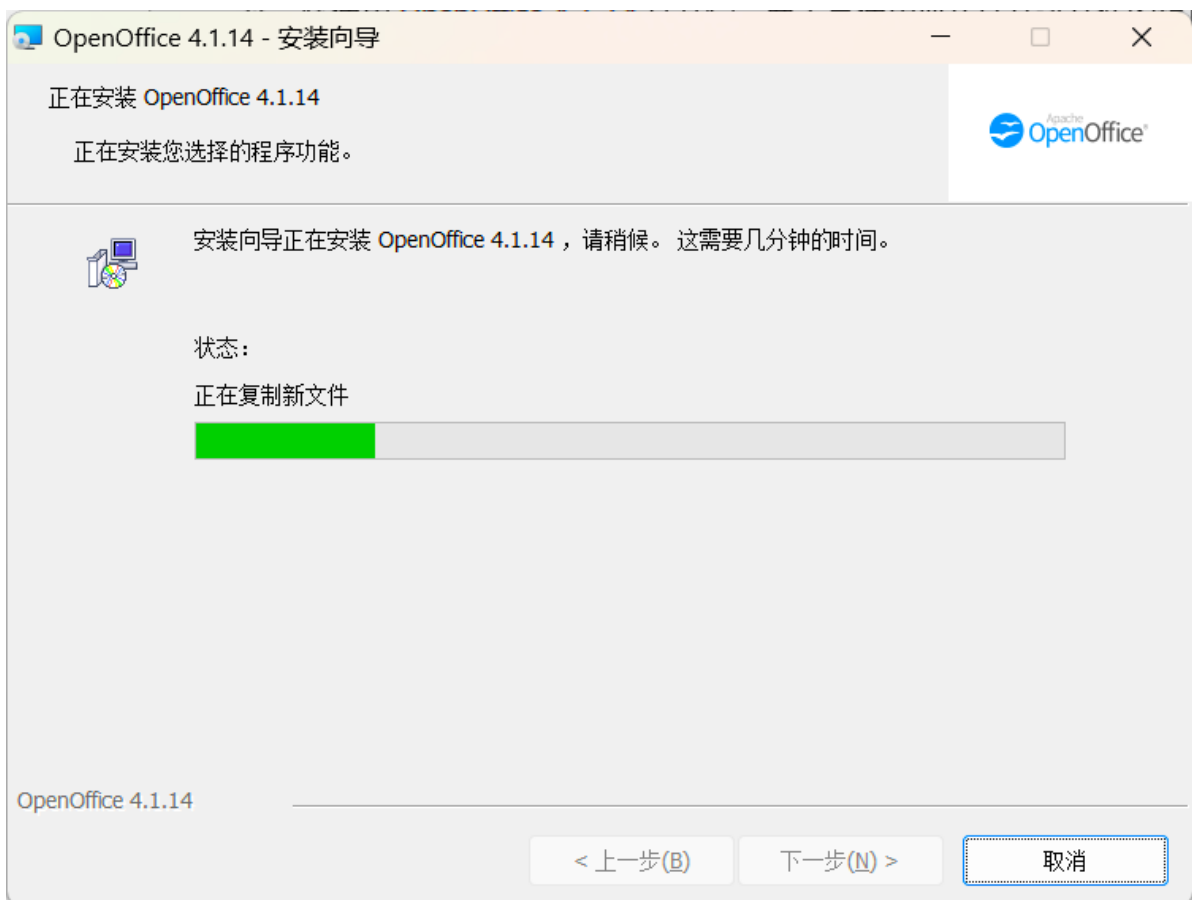 OpenOffice 4.1.14 - 安装向导
正在安装 OpenOffice 4.1.14
正在安装您选择的程序功能。
Apache
OpenOffice
安装向导正在安装 OpenOffice 4.1.14 ，请稍候。 这需要几分钟的时间。
状态：
正在复制新文件
OpenOffice 4.1.14
< 上一步(B)
下一步(N) >
取消